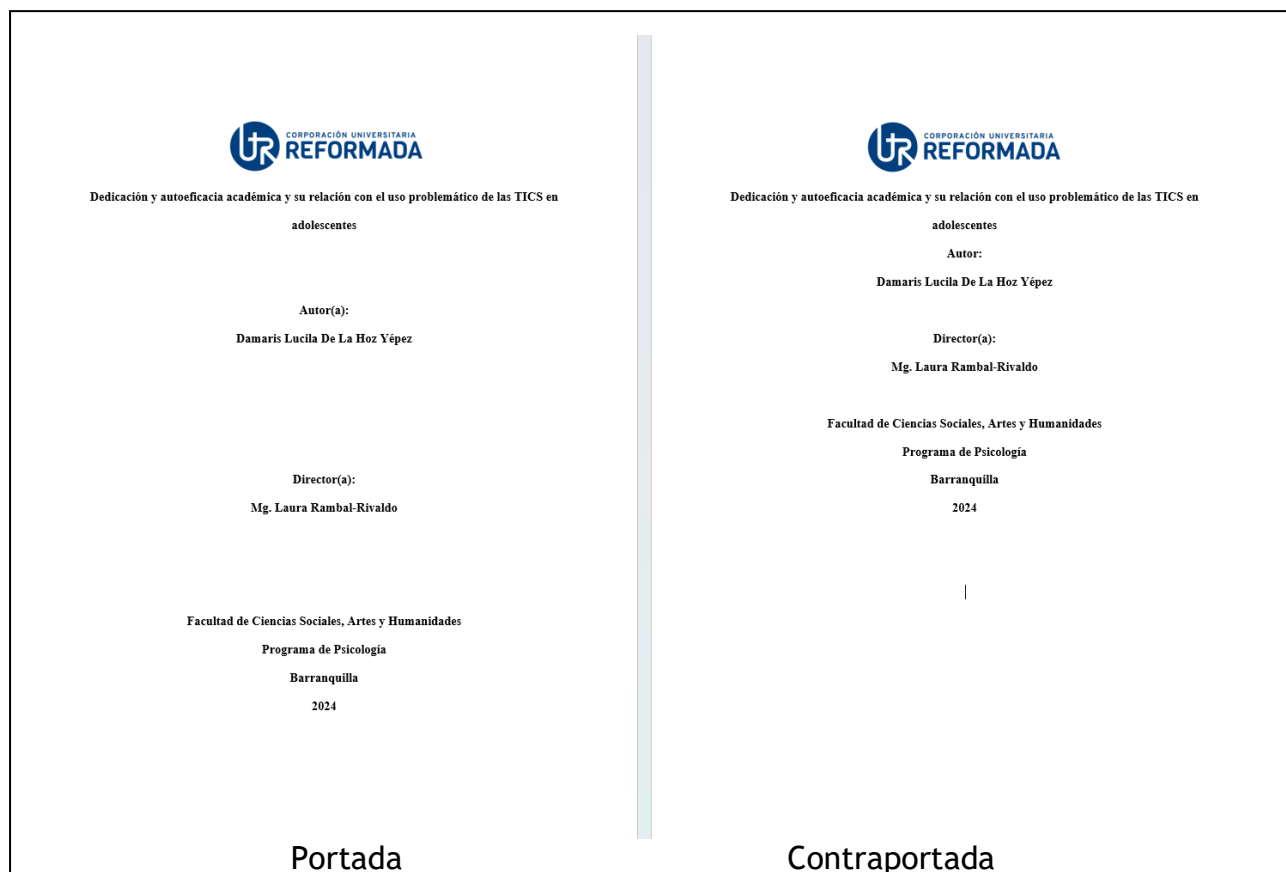 CORPORACIÓN UNIVERSITARIA
REFORMADA
Dedicación y autoeficacia académica y su relación con el uso problemático de las TICS en
adolescentes
Autor(a):
Damaris Lucila De La Hoz Yépez
Director(a):
Mg. Laura Rambal-Rivaldo
Facultad de Ciencias Sociales, Artes y Humanidades
Programa de Psicología
Barranquilla
2024
Portada
CORPORACIÓN UNIVERSITARIA
REFORMADA
Dedicación y autoeficacia académica y su relación con el uso problemático de las TICS en
adolescentes
Autor:
Damaris Lucila De La Hoz Yépez
Director(a):
Mg. Laura Rambal-Rivaldo
Facultad de Ciencias Sociales, Artes y Humanidades
Programa de Psicología
Barranquilla
2024
Contraportada